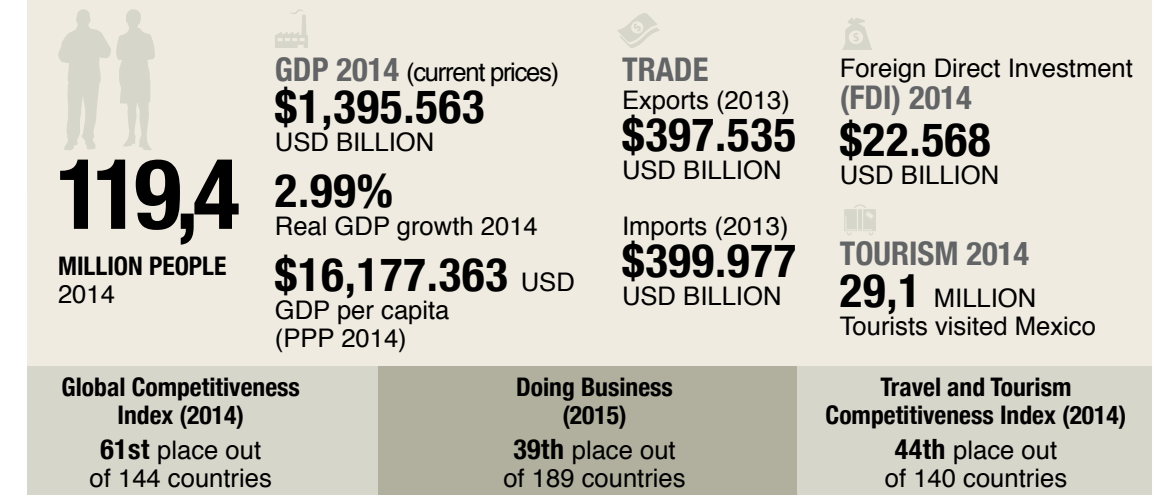 119,4
MILLION PEOPLE
2014
GDP 2014 (current prices)
$1,395.563
USD BILLION
2.99%
Real GDP growth 2014
$16,177.363 USD
GDP per capita
(PPP 2014)
TRADE
Exports (2013)
$397.535
USD BILLION
Imports (2013)
$399.977
USD BILLION
Foreign Direct Investment
(FDI) 2014
$22.568
USD BILLION
TOURISM 2014
29,1 MILLION
Tourists visited Mexico
Global Competitiveness
Index (2014)
61st place out
of 144 countries
Doing Business
(2015)
39th place out
of 189 countries
Travel and Tourism
Competitiveness Index (2014)
44th place out
of 140 countries